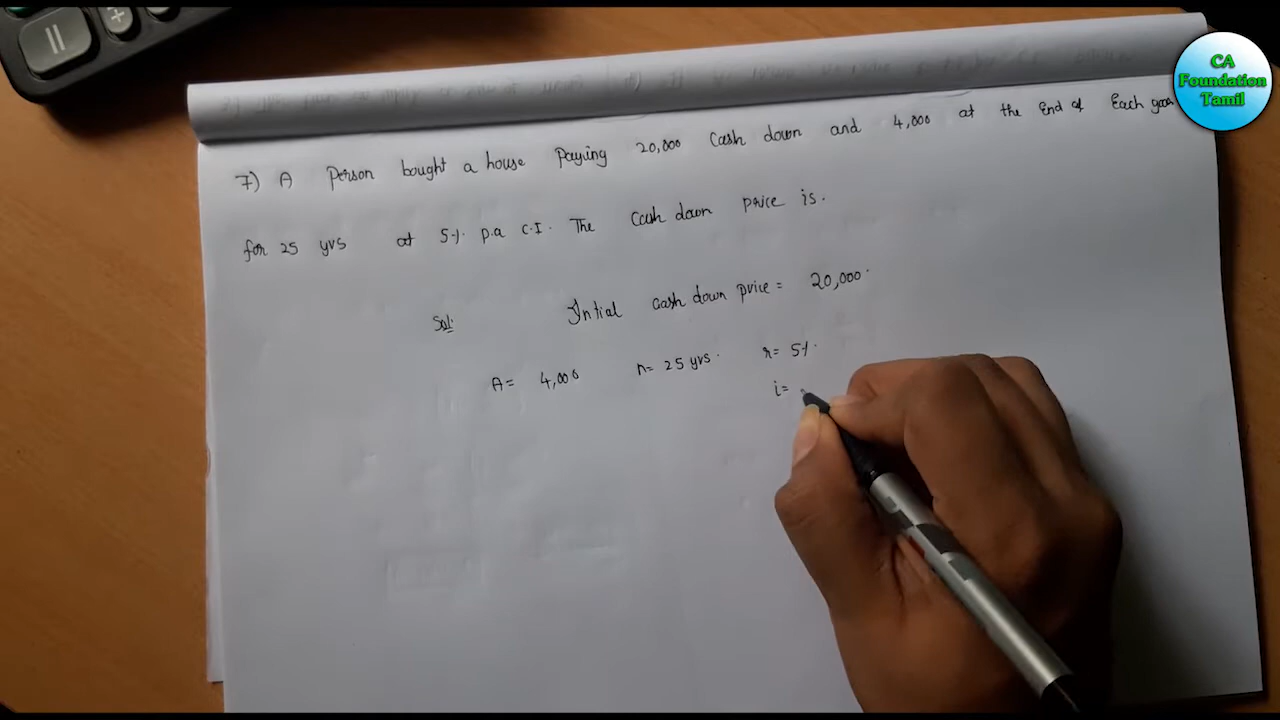 CA
Foundation
Tamil
7) A Person bought a house Paying 20,000 Cash down and 4,000 at the End of Each year
for 25 yrs at 5%. p.a C.I. The Cash down price is.
Sol: Intial cash down price = 20,000.
A= 4,000 n= 25 yrs. r= 5%.
i=